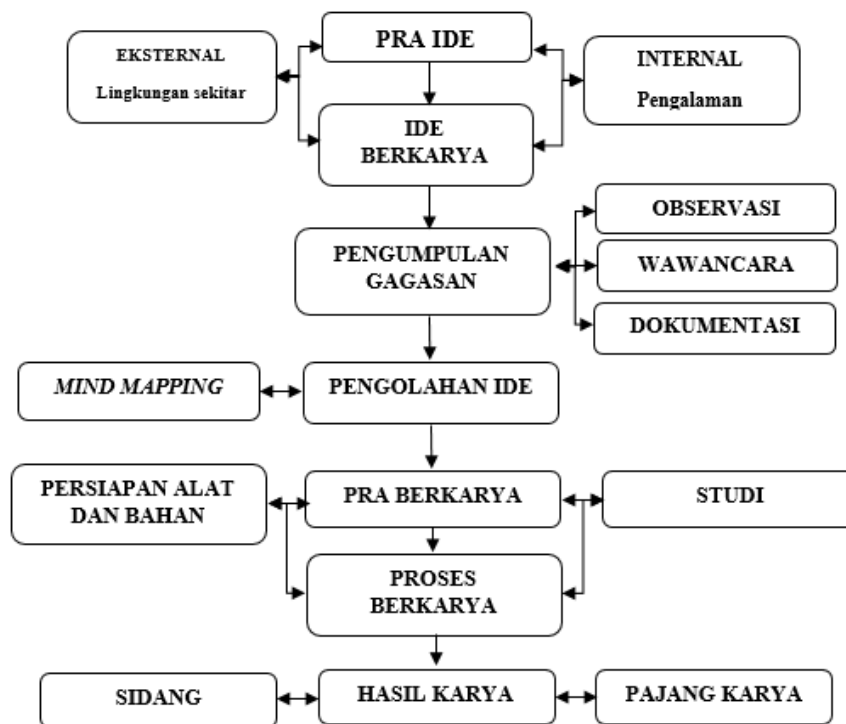 PRA IDE
EKSTERNAL
Lingkungan sekitar
INTERNAL
Pengalaman
IDE
BERKARYA
PENGUMPULAN
GAGASAN
OBSERVASI
WAWANCARA
DOKUMENTASI
MIND MAPPING
PENGOLAHAN IDE
PERSIAPAN ALAT
DAN BAHAN
PRA BERKARYA
STUDI
PROSES
BERKARYA
SIDANG
HASIL KARYA
PAJANG KARYA